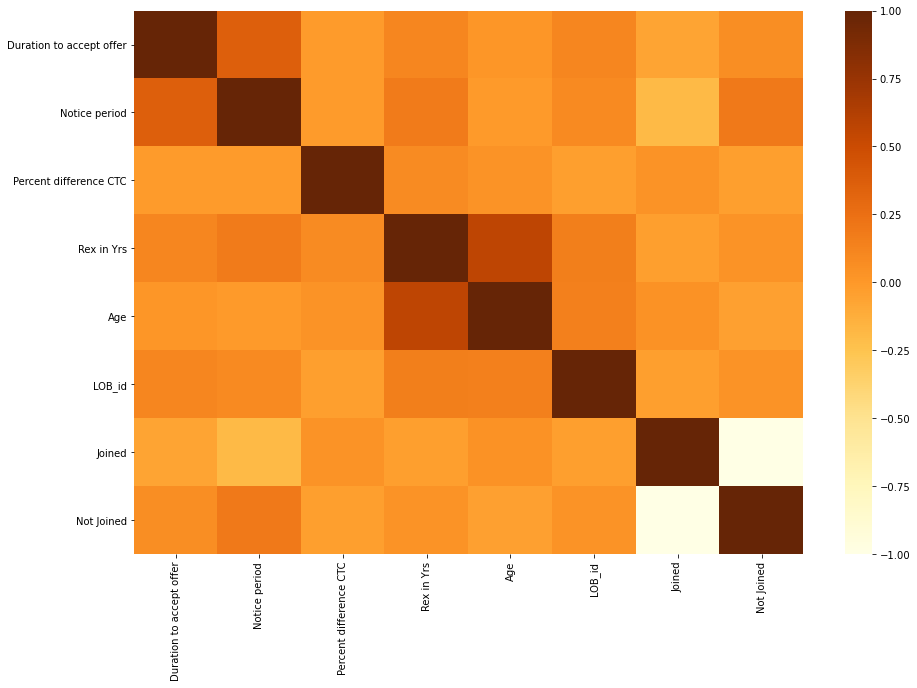 Duration to accept offer
Notice period
Percent difference CTC
Rex in Yrs
Age
LOB_id
Joined
Not Joined
Duration to accept offer
Notice period
Percent difference CTC
Rex in Yrs
Age
LOB_id
Joined
Not Joined
1.00
0.75
0.50
0.25
0.00
−0.25
−0.50
−0.75
−1.00